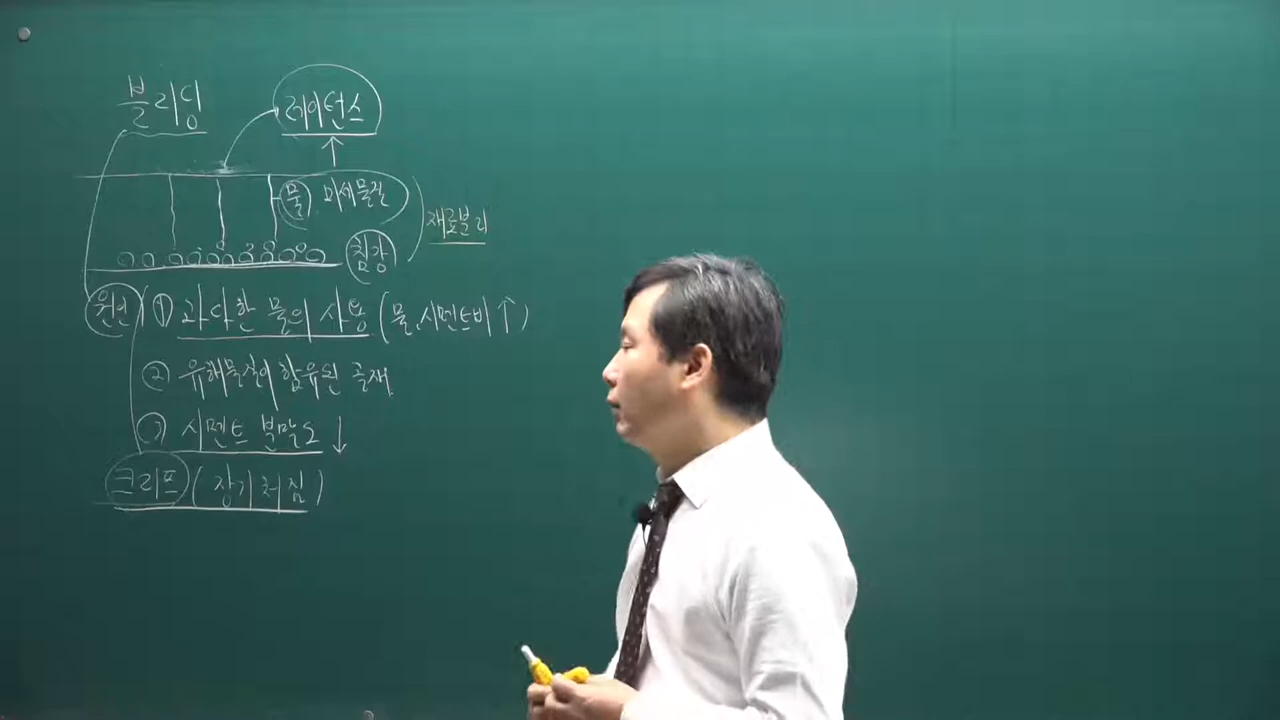 블리딩
레이턴스
물 미세물질
재료분리
침강
원인 ① 과다한 물의 사용 (물.시멘트비↑)
② 유해물질이 함유된 골재
③ 시멘트 분말도 ↓
크리프 (장기처짐)